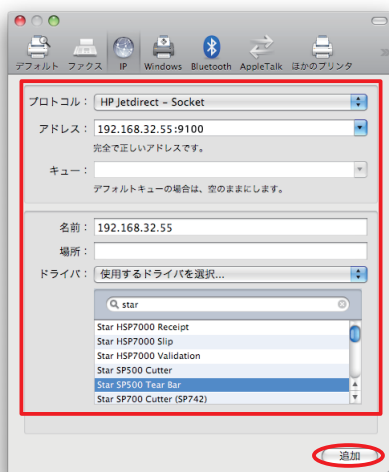 デフォルト ファクス IP Windows Bluetooth AppleTalk ほかのプリンタ
プロトコル： HP Jetdirect – Socket
アドレス： 192.168.32.55:9100
完全で正しいアドレスです。
キュー：
デフォルトキューの場合は、空のままにします。
名前： 192.168.32.55
場所：
ドライバ： 使用するドライバを選択...
star
Star HSP7000 Receipt
Star HSP7000 Slip
Star HSP7000 Validation
Star SP500 Cutter
Star SP500 Tear Bar
Star SP700 Cutter (SP742)
追加